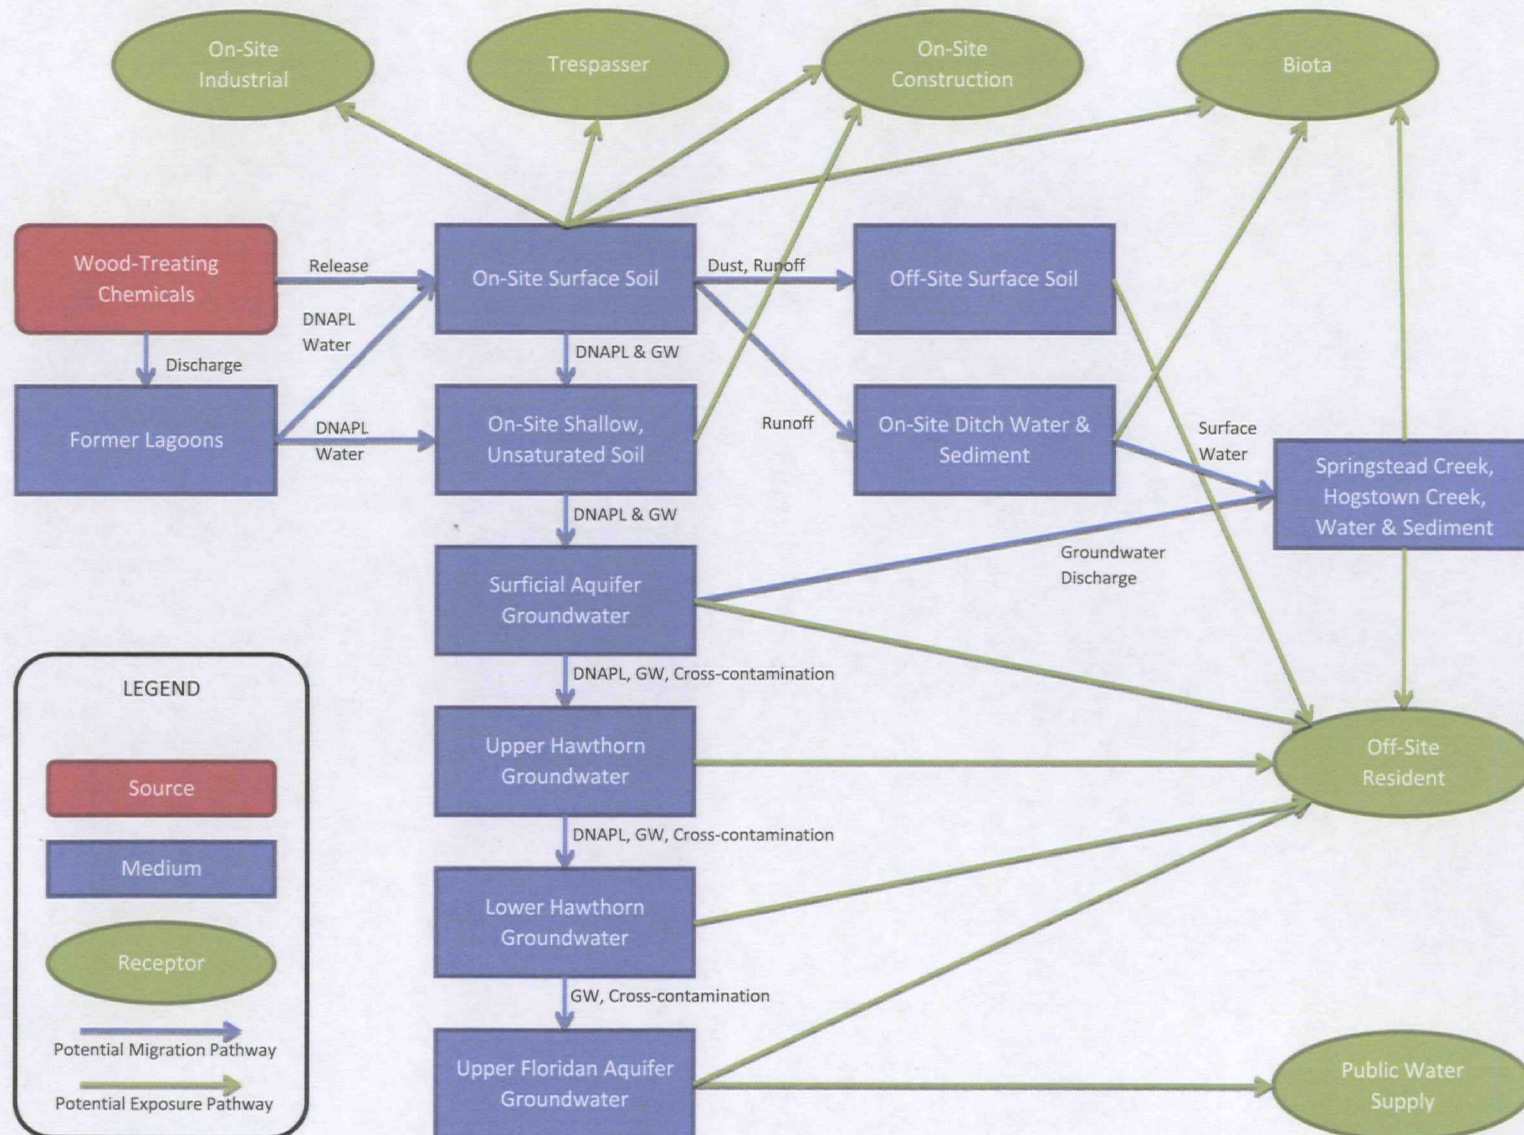 On-Site
Industrial
Trespasser
On-Site
Construction
Biota
Wood-Treating
Chemicals
Release
On-Site Surface Soil
Dust, Runoff
Off-Site Surface Soil
DNAPL
Water
Discharge
DNAPL & GW
Former Lagoons
DNAPL
Water
On-Site Shallow,
Unsaturated Soil
Runoff
On-Site Ditch Water &
Sediment
Surface
Water
Springstead Creek,
Hogstown Creek,
Water & Sediment
DNAPL & GW
Surficial Aquifer
Groundwater
Groundwater
Discharge
DNAPL, GW, Cross-contamination
Upper Hawthorn
Groundwater
Off-Site
Resident
DNAPL, GW, Cross-contamination
Lower Hawthorn
Groundwater
GW, Cross-contamination
Upper Floridan Aquifer
Groundwater
Public Water
Supply
LEGEND
Source
Medium
Receptor
Potential Migration Pathway
Potential Exposure Pathway